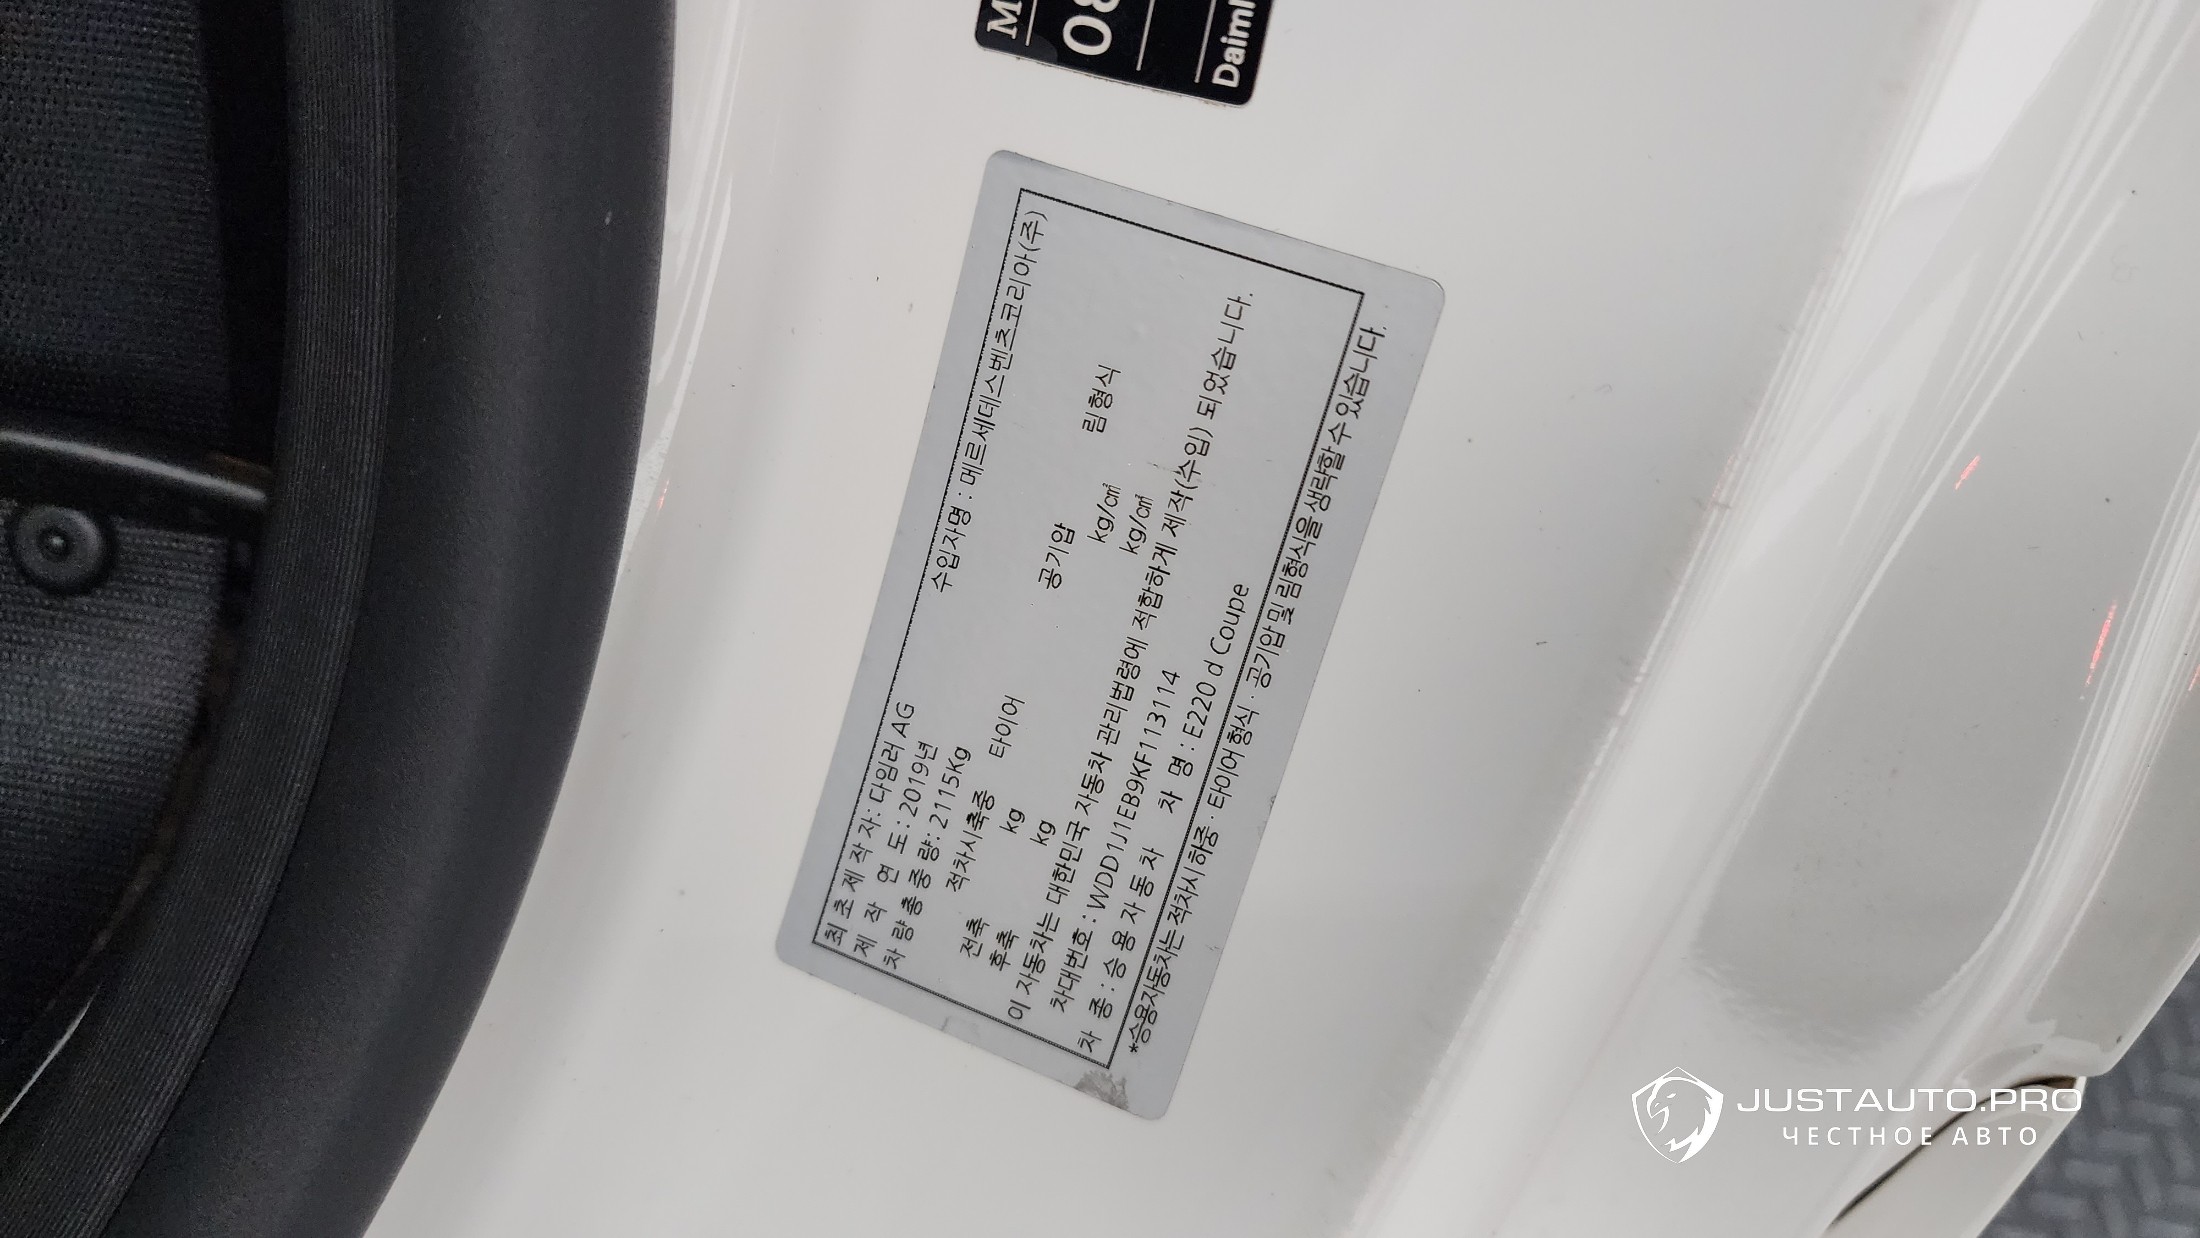 M
08
Daiml
최초제작자: 다임러 AG 수입자명 : 메르세데스벤츠코리아(주)
제 작 연 도: 2019년
차량총중량: 2115Kg
적차시축중 타이어 공기압 림형식
전축 kg kg/㎠
후축 kg kg/㎠
이 자동차는 대한민국 자동차 관리법령에 적합하게 제작(수입) 되었습니다.
차대번호 : WDD1J1EB9KF113114
차 종 : 승 용 자 동 차 차 명 : E220 d Coupe
*승용자동차는 적차시 하중 · 타이어 형식 · 공기압 및 림형식을 생략할 수 있습니다.
JUSTAUTO.PRO
ЧЕСТНОЕ АВТО